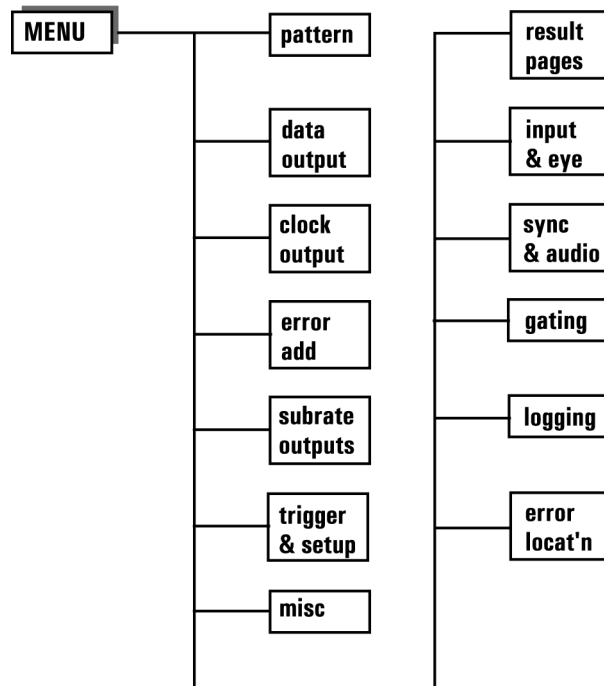 MENU
pattern
data
output
clock
output
error
add
subrate
outputs
trigger
& setup
misc
result
pages
input
& eye
sync
& audio
gating
logging
error
locat'n